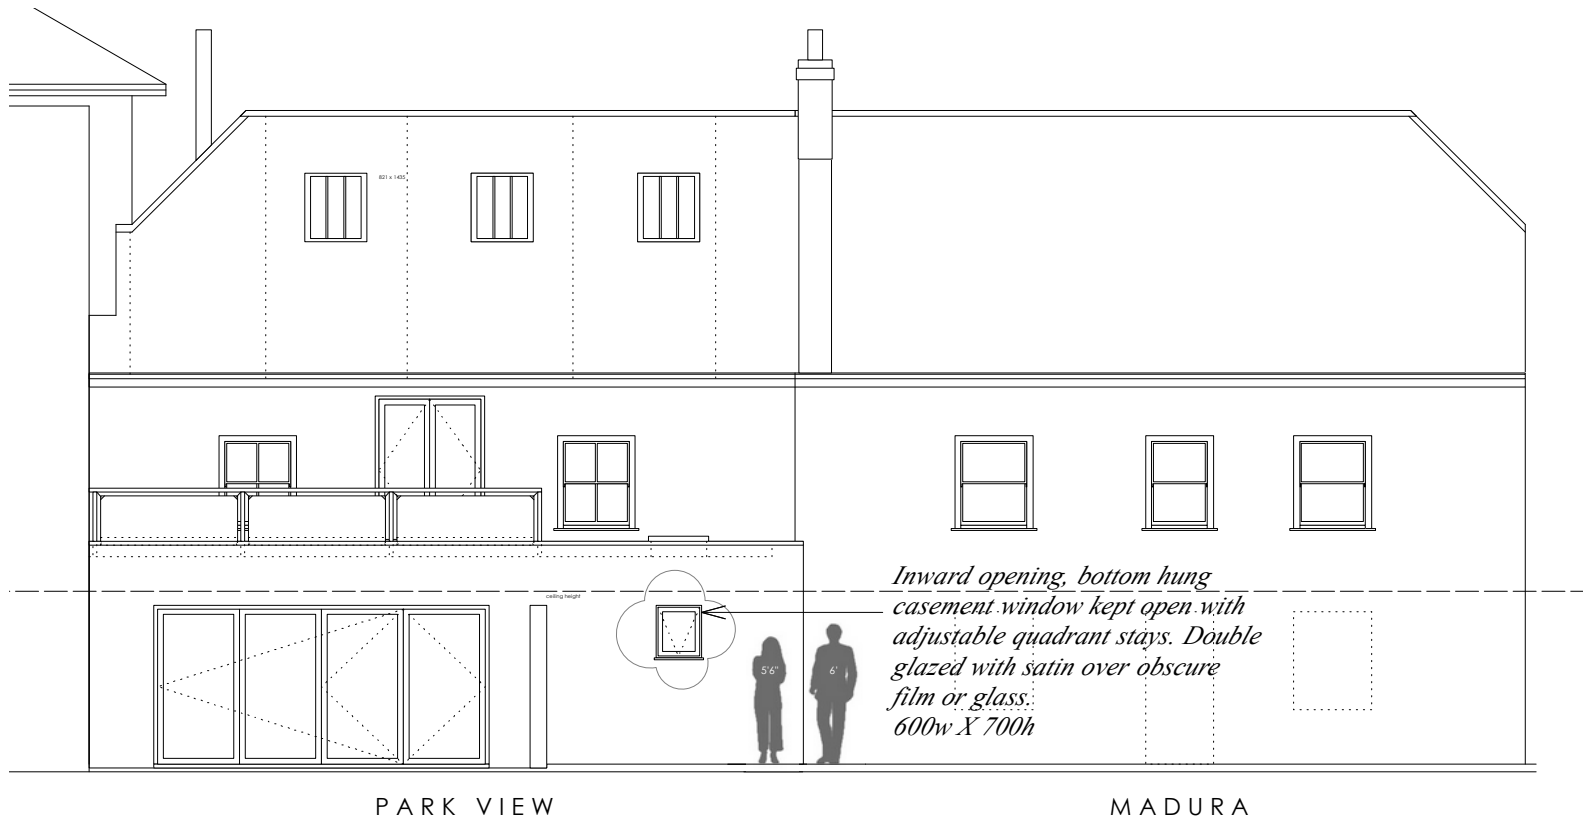 821 x 1435
ceiling height
Inward opening, bottom hung
casement window kept open with
adjustable quadrant stays. Double
glazed with satin over obscure
film or glass.
600w X 700h
5'6"
6'
PARK VIEW
MADURA